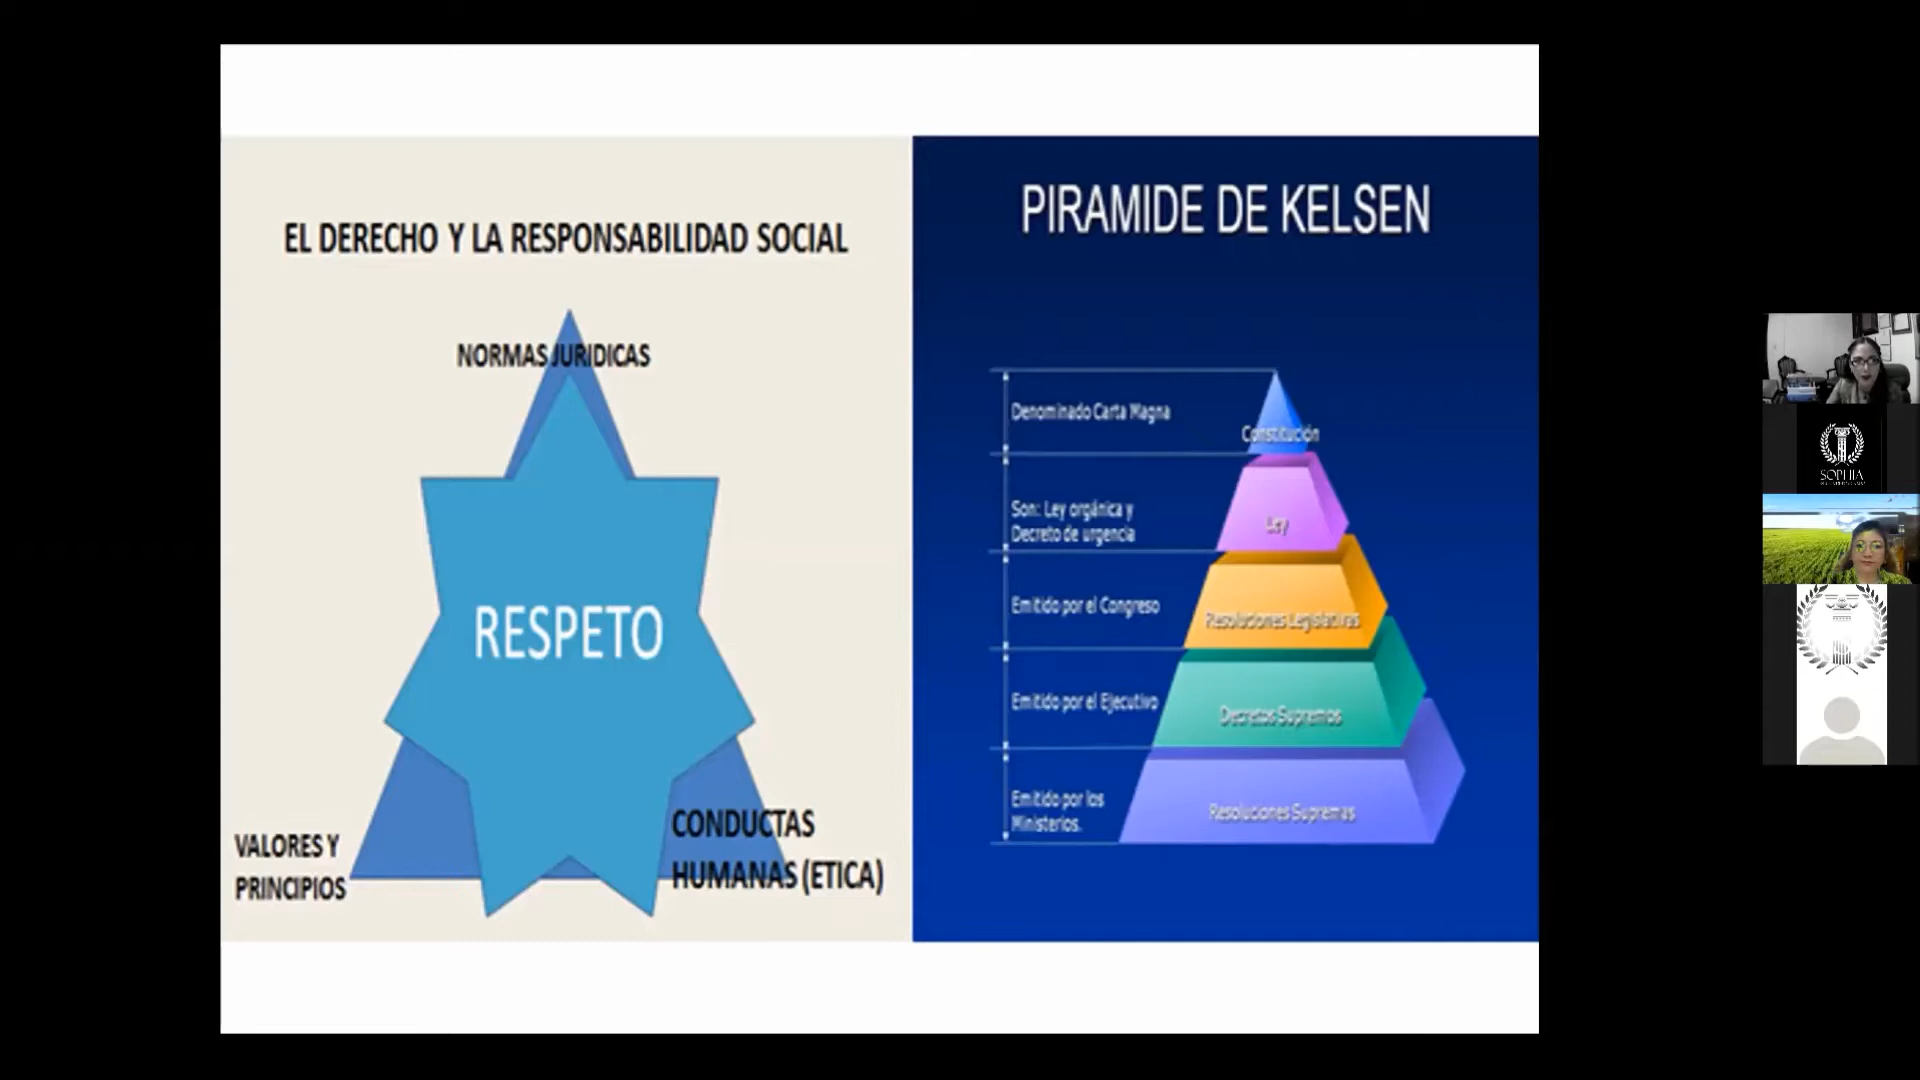 EL DERECHO Y LA RESPONSABILIDAD SOCIAL
NORMAS JURIDICAS
RESPETO
VALORES Y
PRINCIPIOS
CONDUCTAS
HUMANAS (ETICA)
PIRAMIDE DE KELSEN
Denominado Carta Magna
Constitución
Son: Ley orgánica y
Decreto de urgencia
Ley
Emitido por el Congreso
Resoluciones Legislativas
Emitido por el Ejecutivo
Decretos Supremos
Emitido por los
Ministerios.
Resoluciones Supremas
SOPHIA